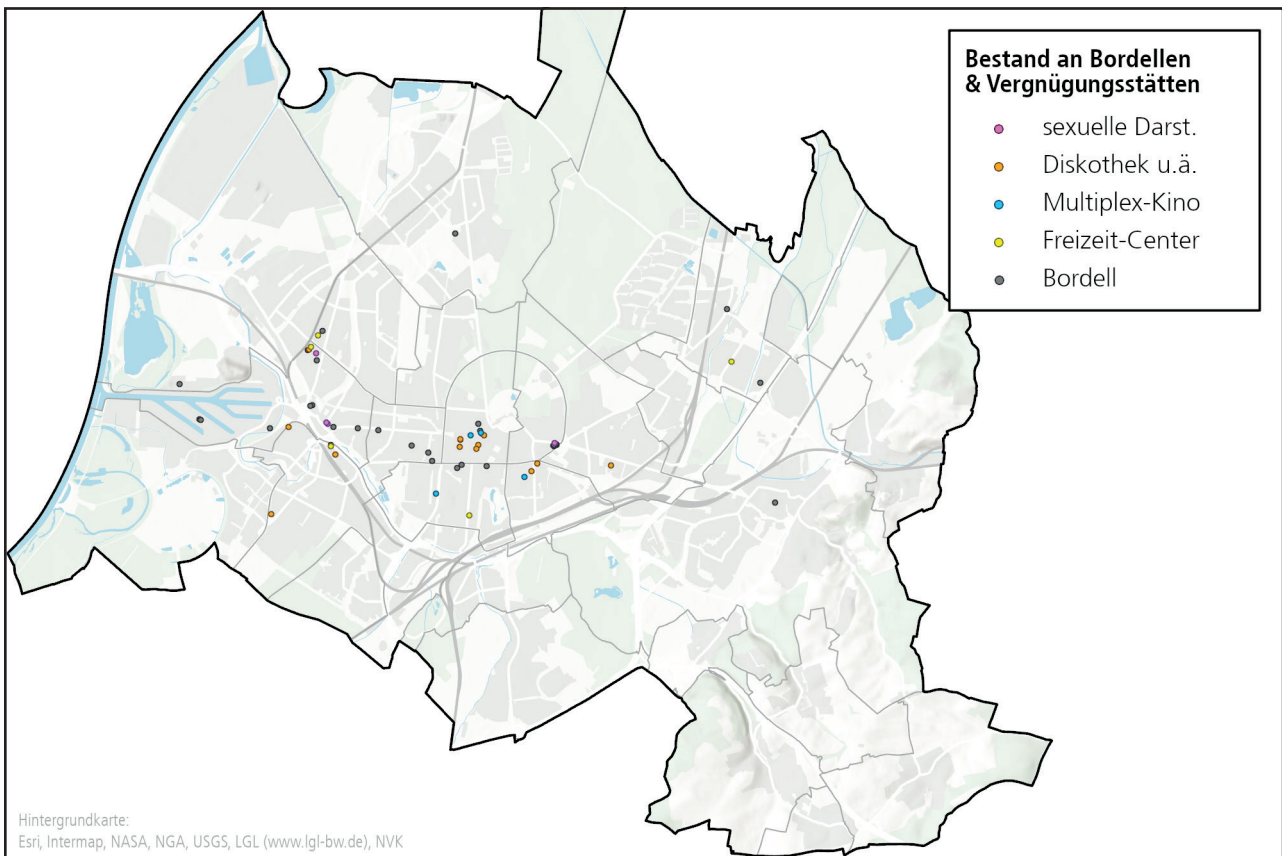 Bestand an Bordellen
& Vergnügungsstätten
sexuelle Darst.
Diskothek u.ä.
Multiplex-Kino
Freizeit-Center
Bordell
Hintergrundkarte:
Esri, Intermap, NASA, NGA, USGS, LGL (www.lgl-bw.de), NVK